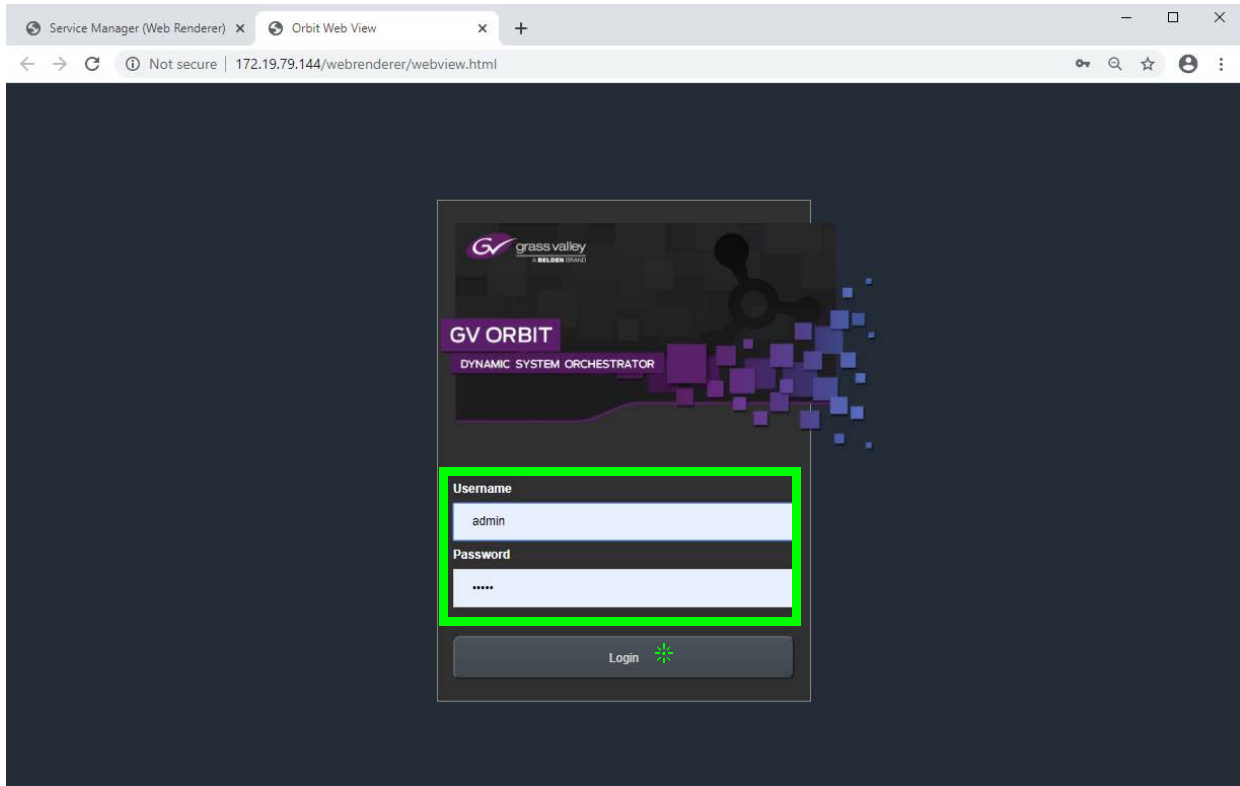 Service Manager (Web Renderer)
Orbit Web View
Not secure | 172.19.79.144/webrenderer/webview.html
GV grass valley
A BELDEN BRAND
GV ORBIT
DYNAMIC SYSTEM ORCHESTRATOR
Username
admin
Password
•••••
Login